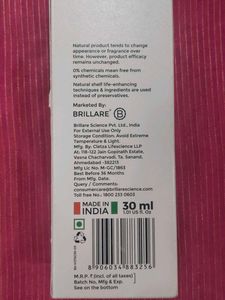 Natural product tends to change
appearance or fragrance over
time. However, product efficacy
remains unchanged.
0% chemicals mean free from
synthetic chemicals.
Natural shelf life-enhancing
techniques & ingredients are used
instead of preservatives.
Marketed By:
BRILLARE B
Brillare Science Pvt. Ltd., India
For External Use Only
Storage Condition: Avoid Extreme
Temperature & Light.
Mfg. By: Cletza Lifescience LLP
At. 118-122 Jain Gopinath Estate,
Vasna Chacharvadi, Ta. Sanand,
Ahmedabad - 382213
Mfg Lic No. M-GC/1863
Best Before 36 Months
From Mfg. Date.
Query / Comments:
consumercare@brillarescience.com
Toll free no.: 1800 233 0603
MADE IN
INDIA
30 ml
1.01 US fl. oz
8 906034 883236
M.R.P. ₹ (incl. of all taxes)
Batch No., Mfg & Exp.
See on the bottom